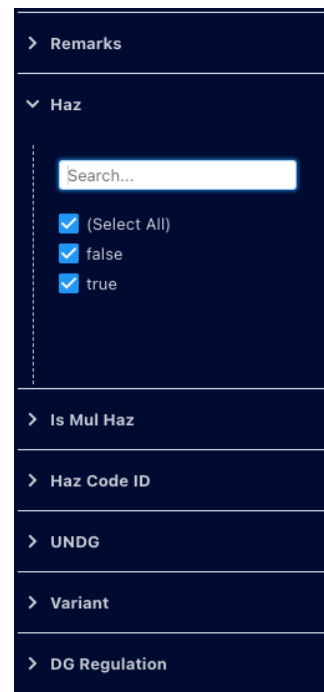 Remarks
Haz
Search...
(Select All)
false
true
Is Mul Haz
Haz Code ID
UNDG
Variant
DG Regulation